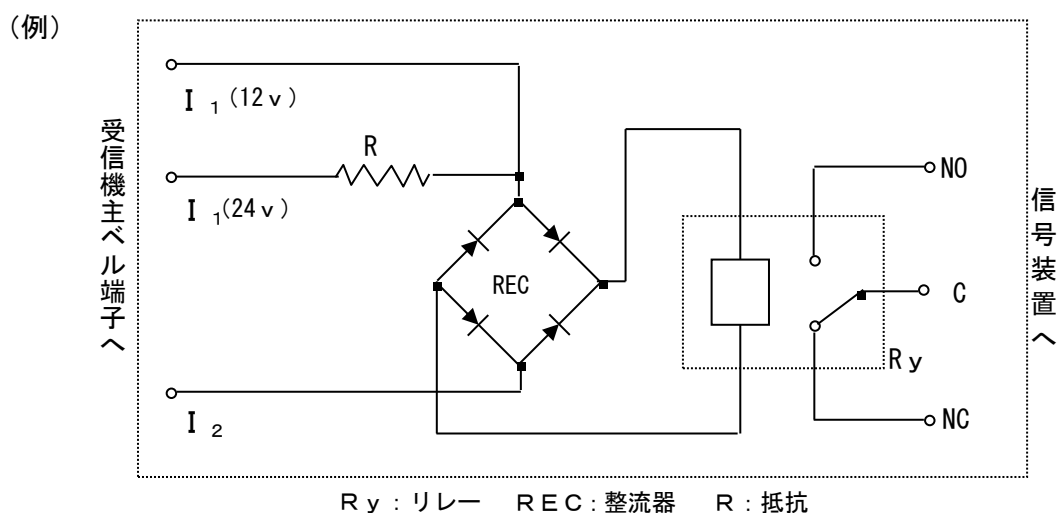 （例）
I ₁ (12ｖ)
R
I ₁(24ｖ)
I ₂
受信機主ベル端子へ
REC
NO
C
NC
Ｒｙ
信号装置へ
Ｒｙ：リレー　ＲＥＣ：整流器　Ｒ：抵抗